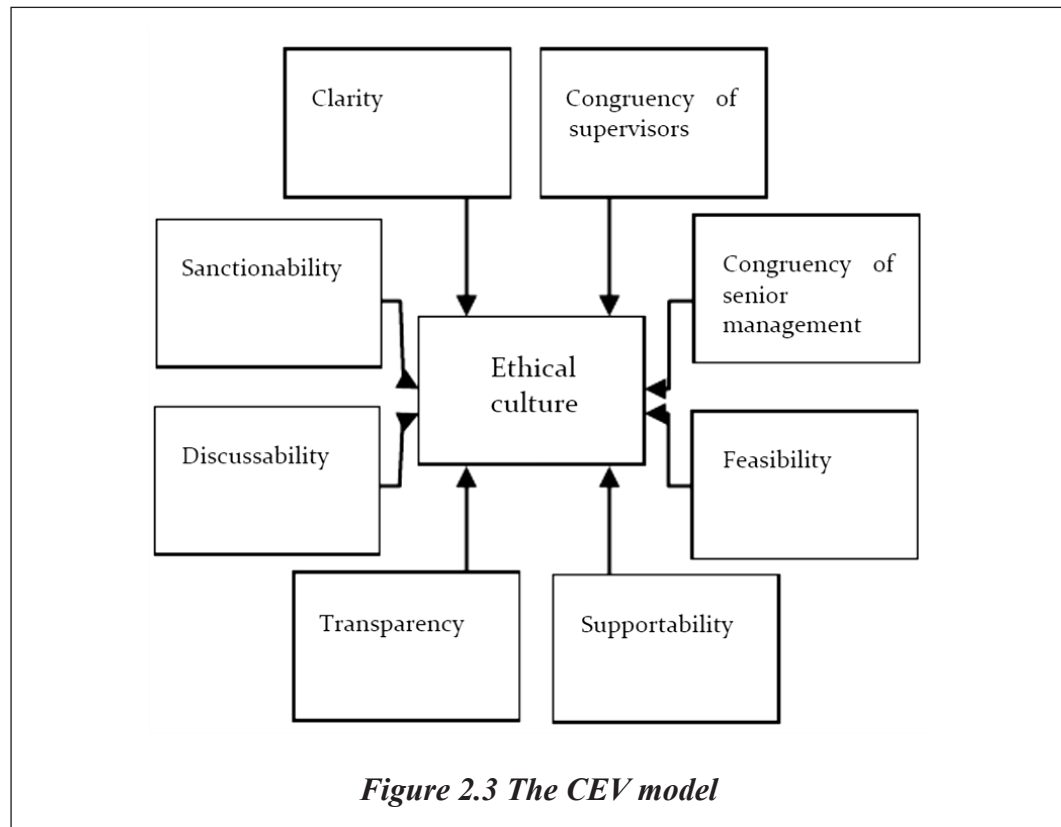 Clarity
Congruency of
supervisors
Sanctionability
Congruency of
senior
management
Ethical
culture
Discussability
Feasibility
Transparency
Supportability
Figure 2.3 The CEV model